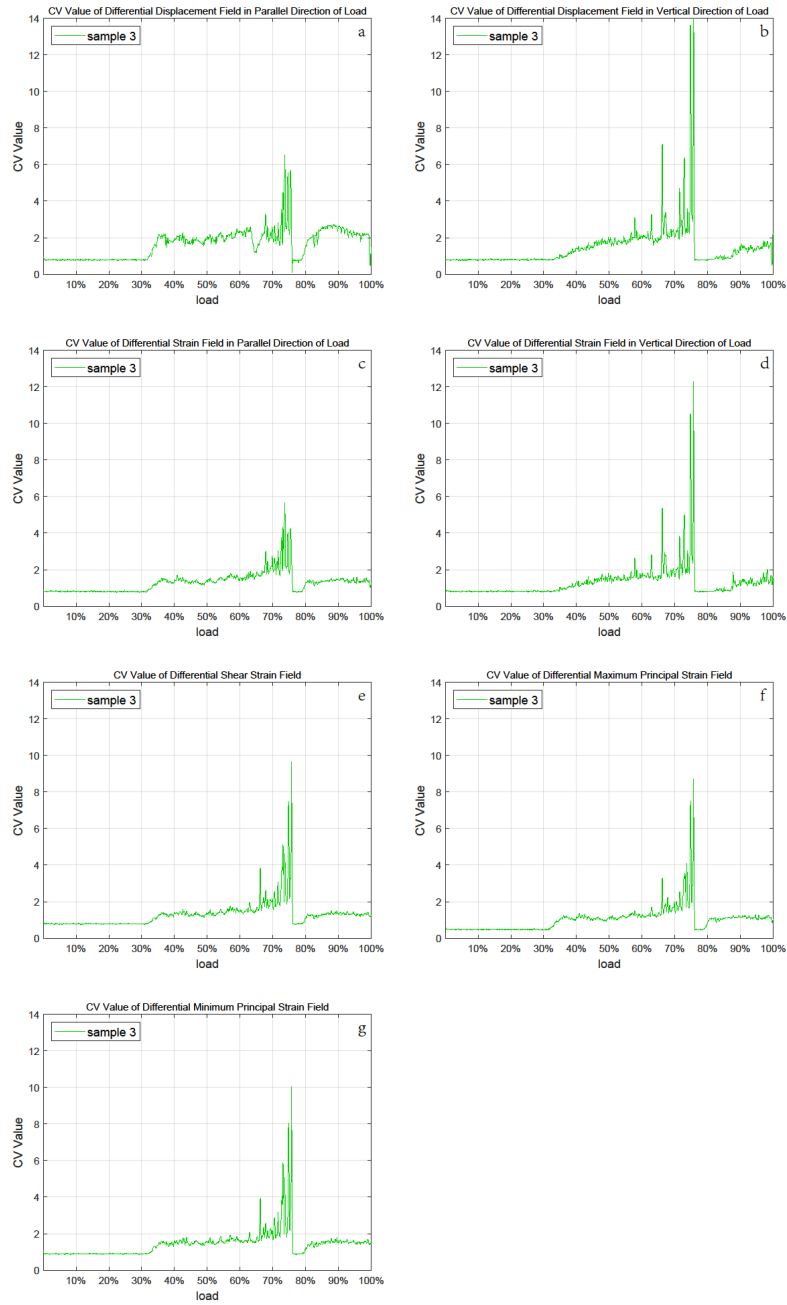 CV Value of Differential Displacement Field in Parallel Direction of Load
sample 3
a
14
12
10
8
6
4
2
0
CV Value
10% 20% 30% 40% 50% 60% 70% 80% 90% 100%
load
CV Value of Differential Displacement Field in Vertical Direction of Load
sample 3
b
14
12
10
8
6
4
2
0
CV Value
10% 20% 30% 40% 50% 60% 70% 80% 90% 100%
load
CV Value of Differential Strain Field in Parallel Direction of Load
sample 3
c
14
12
10
8
6
4
2
0
CV Value
10% 20% 30% 40% 50% 60% 70% 80% 90% 100%
load
CV Value of Differential Strain Field in Vertical Direction of Load
sample 3
d
14
12
10
8
6
4
2
0
CV Value
10% 20% 30% 40% 50% 60% 70% 80% 90% 100%
load
CV Value of Differential Shear Strain Field
sample 3
e
14
12
10
8
6
4
2
0
CV Value
10% 20% 30% 40% 50% 60% 70% 80% 90% 100%
load
CV Value of Differential Maximum Principal Strain Field
sample 3
f
14
12
10
8
6
4
2
0
CV Value
10% 20% 30% 40% 50% 60% 70% 80% 90% 100%
load
CV Value of Differential Minimum Principal Strain Field
sample 3
g
14
12
10
8
6
4
2
0
CV Value
10% 20% 30% 40% 50% 60% 70% 80% 90% 100%
load